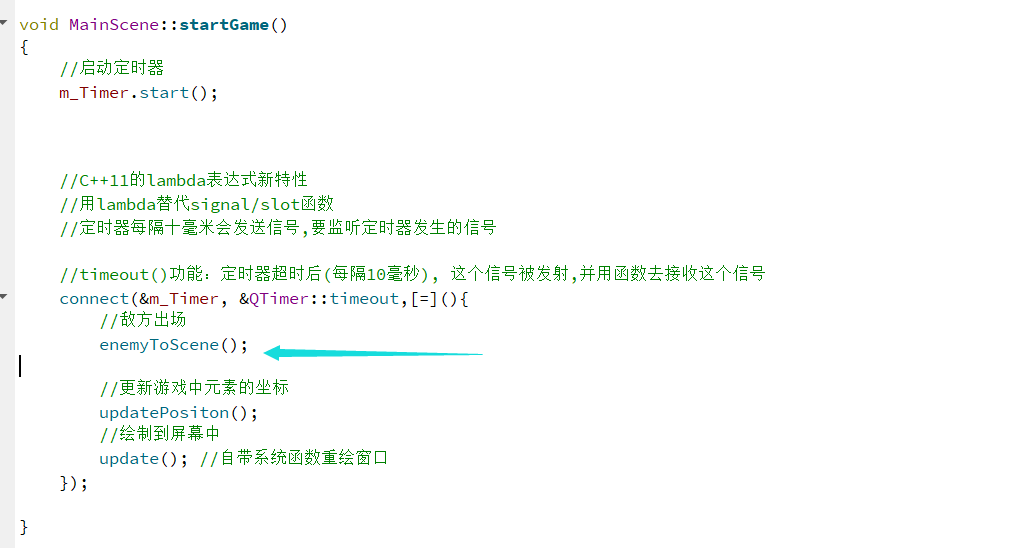 void MainScene::startGame()
{
//启动定时器
m_Timer.start();
//C++11的lambda表达式新特性
//用lambda替代signal/slot函数
//定时器每隔十毫米会发送信号,要监听定时器发生的信号
//timeout()功能：定时器超时后(每隔10毫秒), 这个信号被发射,并用函数去接收这个信号
connect(&m_Timer, &QTimer::timeout,[=](){
//敌方出场
enemyToScene();
//更新游戏中元素的坐标
updatePositon();
//绘制到屏幕中
update(); //自带系统函数重绘窗口
});
}